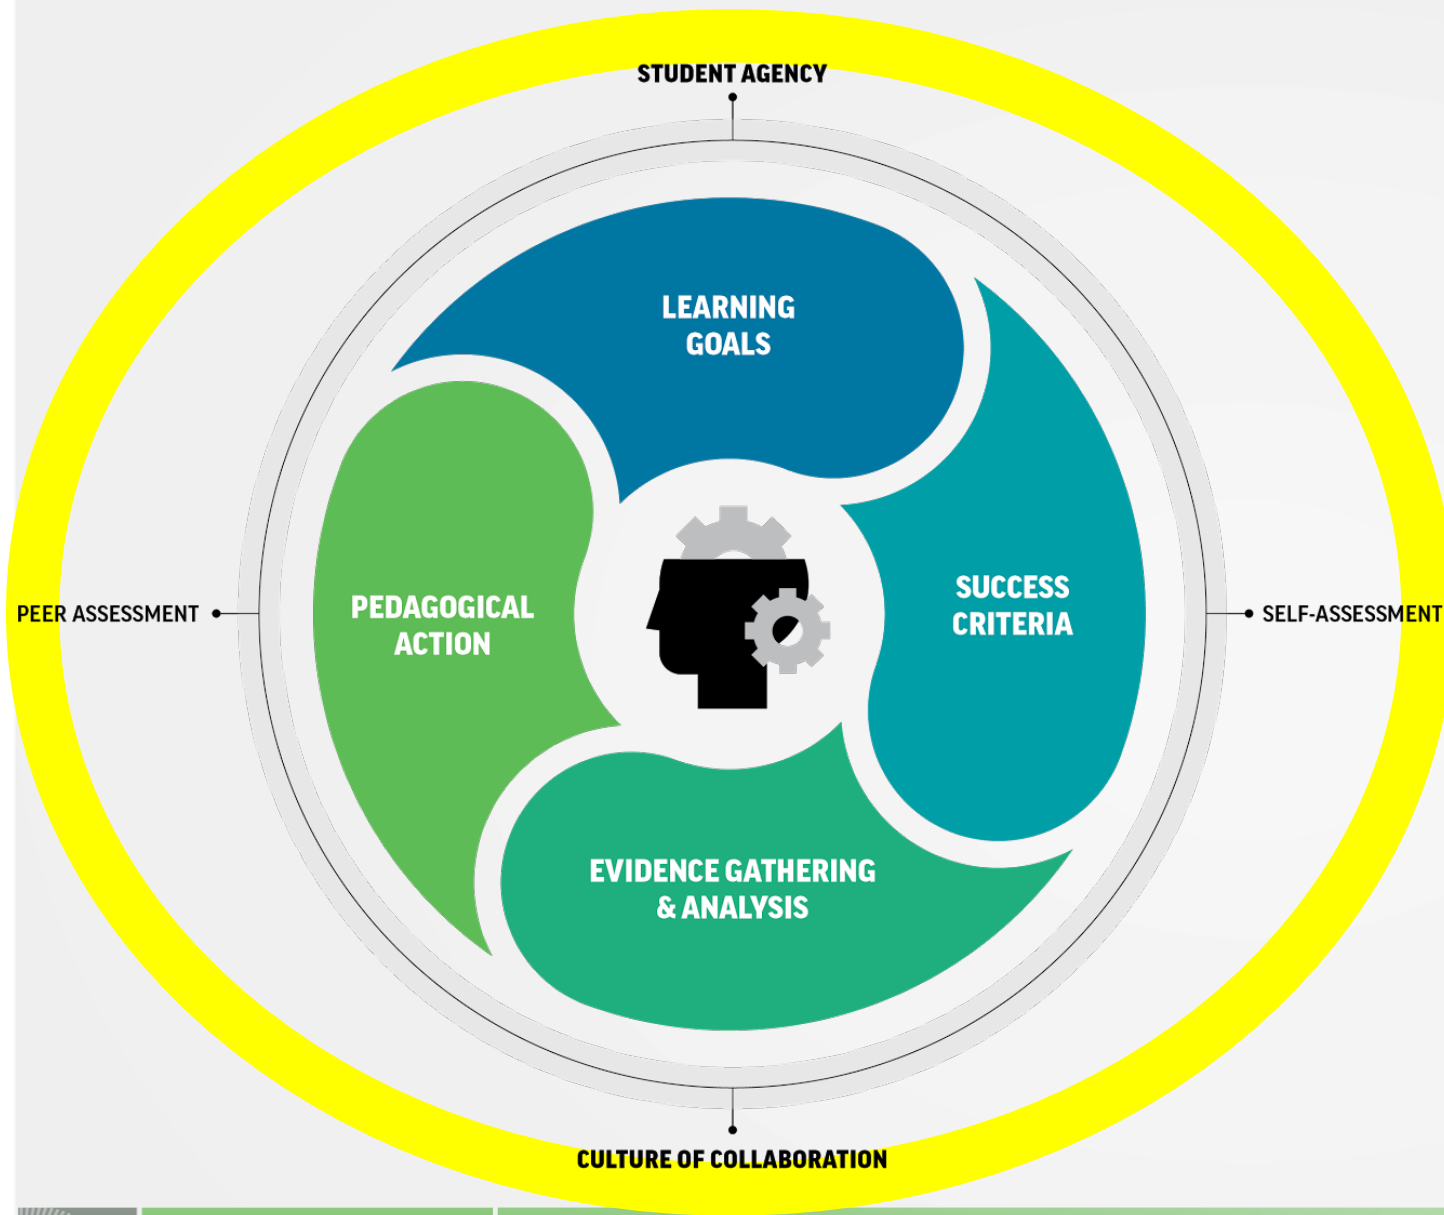 STUDENT AGENCY
LEARNING
GOALS
PEDAGOGICAL
ACTION
SUCCESS
CRITERIA
PEER ASSESSMENT
SELF-ASSESSMENT
EVIDENCE GATHERING
& ANALYSIS
CULTURE OF COLLABORATION